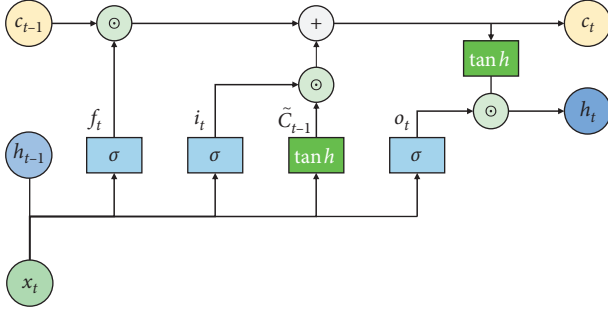 c_{t−1} ⊙ + c_t
tan h
⊙
f_t i_t C̃_{t−1} o_t ⊙ h_t
h_{t−1} σ σ tan h σ
x_t